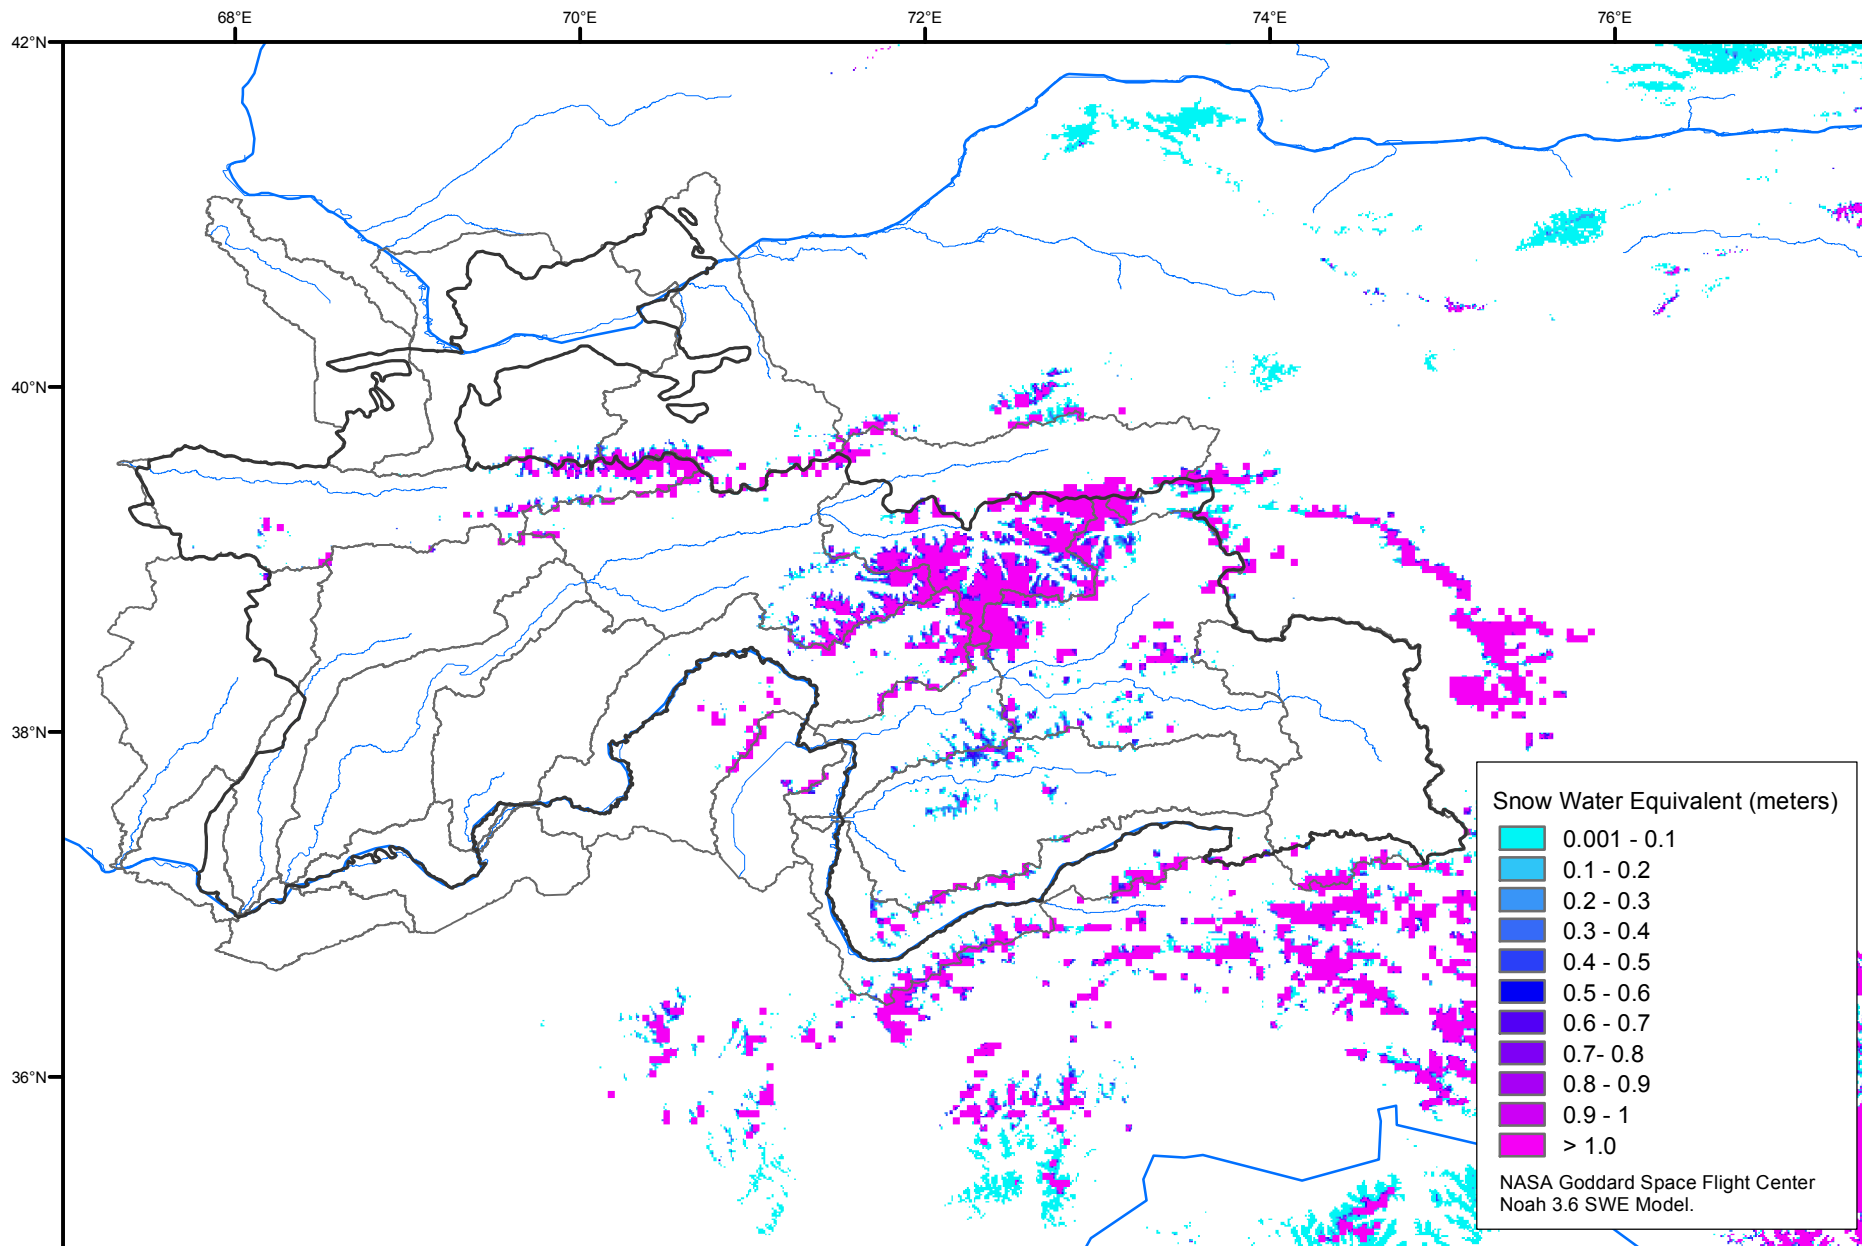 68°E
70°E
72°E
74°E
76°E
42°N
40°N
38°N
36°N
Snow Water Equivalent (meters)
0.001 - 0.1
0.1 - 0.2
0.2 - 0.3
0.3 - 0.4
0.4 - 0.5
0.5 - 0.6
0.6 - 0.7
0.7- 0.8
0.8 - 0.9
0.9 - 1
> 1.0
NASA Goddard Space Flight Center
Noah 3.6 SWE Model.